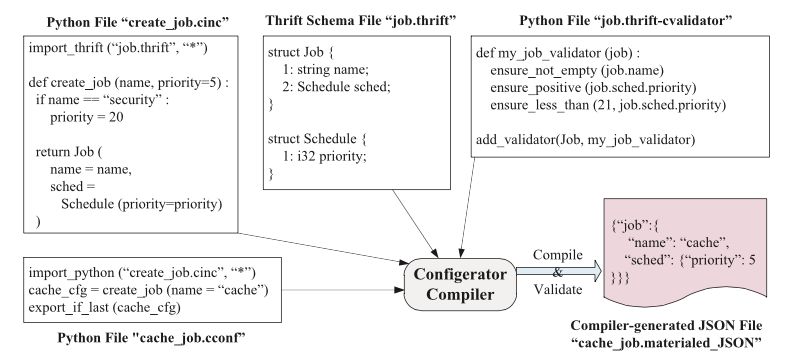 Python File “create_job.cinc”
import_thrift (“job.thrift”, “*”)
def create_job (name, priority=5) :
if name == “security” :
priority = 20
return Job (
name = name,
sched =
Schedule (priority=priority)
)
Thrift Schema File “job.thrift”
struct Job {
1: string name;
2: Schedule sched;
}
struct Schedule {
1: i32 priority;
}
Python File “job.thrift-cvalidator”
def my_job_validator (job) :
ensure_not_empty (job.name)
ensure_positive (job.sched.priority)
ensure_less_than (21, job.sched.priority)
add_validator(Job, my_job_validator)
import_python (“create_job.cinc”, “*”)
cache_cfg = create_job (name = “cache”)
export_if_last (cache_cfg)
Python File "cache_job.cconf”
Configerator
Compiler
Compile
&
Validate
{“job”:{
“name”: “cache”,
“sched”: {“priority”: 5
}}}
Compiler-generated JSON File
“cache_job.materialed_JSON”